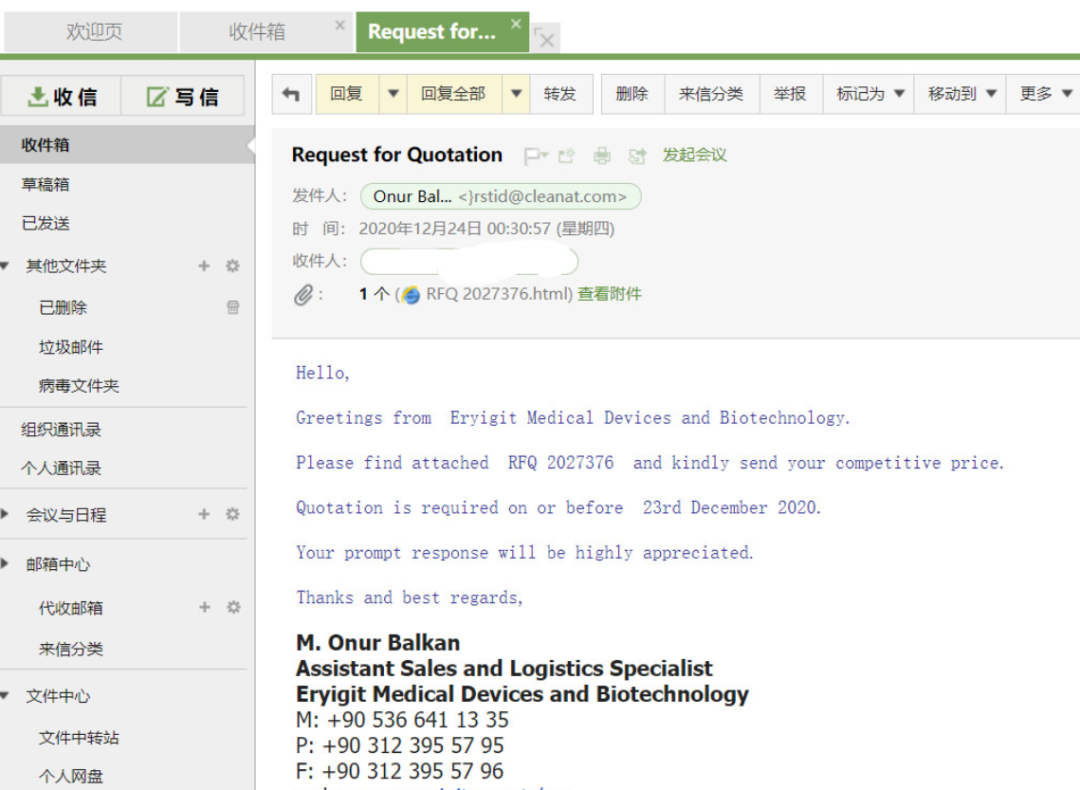 欢迎页 收件箱 Request for...
收信 写信
回复 回复全部 转发 删除 来信分类 举报 标记为 移动到 更多
收件箱
草稿箱
已发送
其他文件夹
已删除
垃圾邮件
病毒文件夹
组织通讯录
个人通讯录
会议与日程
邮箱中心
代收邮箱
来信分类
文件中心
文件中转站
个人网盘
Request for Quotation 发起会议
发件人: Onur Bal... <}rstid@cleanat.com>
时 间: 2020年12月24日 00:30:57 (星期四)
收件人:
: 1 个 (RFQ 2027376.html) 查看附件
Hello,
Greetings from Eryigit Medical Devices and Biotechnology.
Please find attached RFQ 2027376 and kindly send your competitive price.
Quotation is required on or before 23rd December 2020.
Your prompt response will be highly appreciated.
Thanks and best regards,
M. Onur Balkan
Assistant Sales and Logistics Specialist
Eryigit Medical Devices and Biotechnology
M: +90 536 641 13 35
P: +90 312 395 57 95
F: +90 312 395 57 96